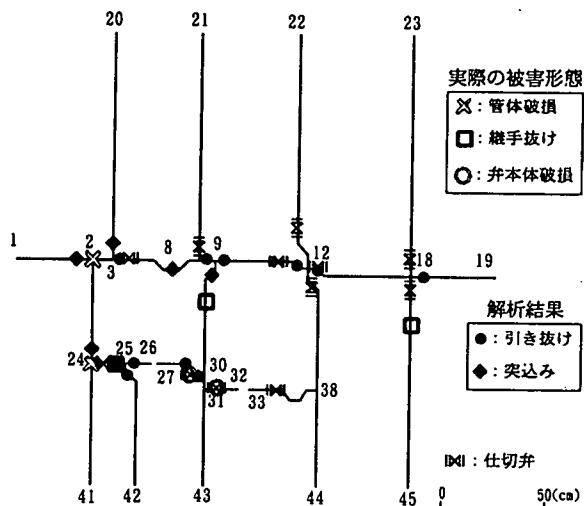 20 21 22 23
実際の被害形態
: 管体破損
: 継手抜け
: 弁本体破損
1 2 3 8 9 12 18 19
解析結果
: 引き抜け
: 突込み
24 25 26 27 30 31 32 33 38
: 仕切弁
41 42 43 44 45
0 50(cm)